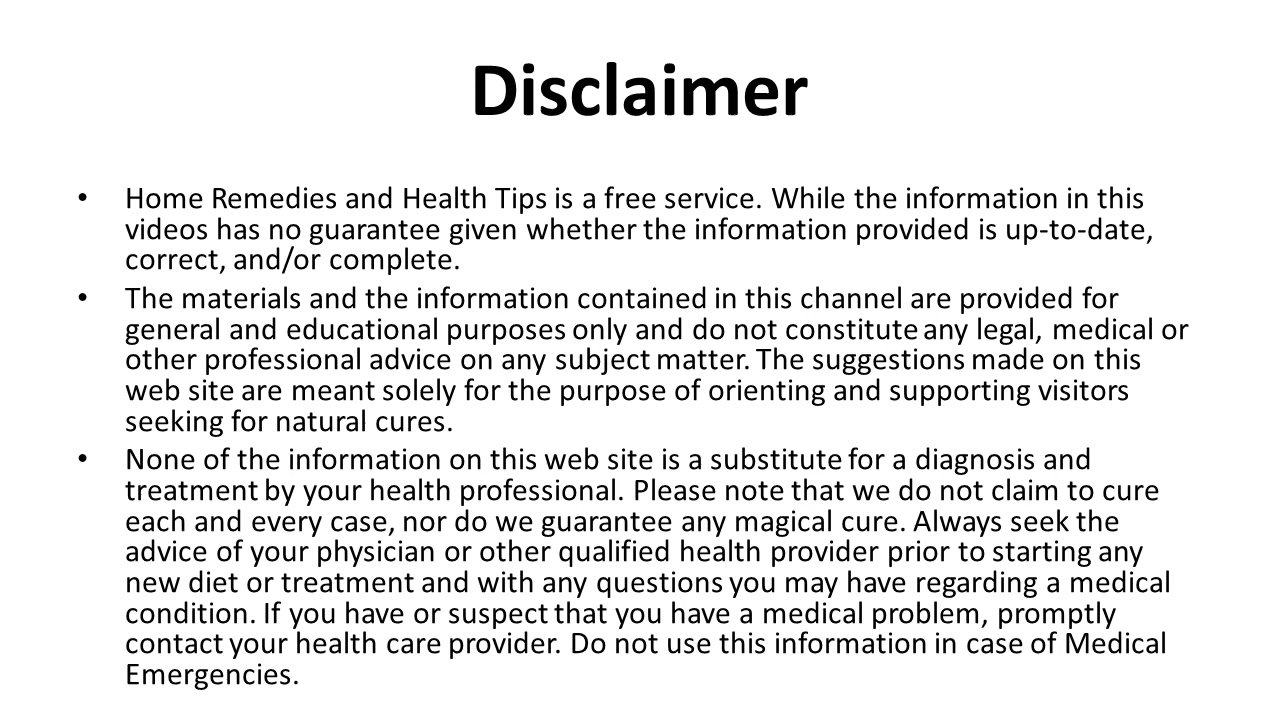 Disclaimer
• Home Remedies and Health Tips is a free service. While the information in this
videos has no guarantee given whether the information provided is up-to-date,
correct, and/or complete.
• The materials and the information contained in this channel are provided for
general and educational purposes only and do not constitute any legal, medical or
other professional advice on any subject matter. The suggestions made on this
web site are meant solely for the purpose of orienting and supporting visitors
seeking for natural cures.
• None of the information on this web site is a substitute for a diagnosis and
treatment by your health professional. Please note that we do not claim to cure
each and every case, nor do we guarantee any magical cure. Always seek the
advice of your physician or other qualified health provider prior to starting any
new diet or treatment and with any questions you may have regarding a medical
condition. If you have or suspect that you have a medical problem, promptly
contact your health care provider. Do not use this information in case of Medical
Emergencies.